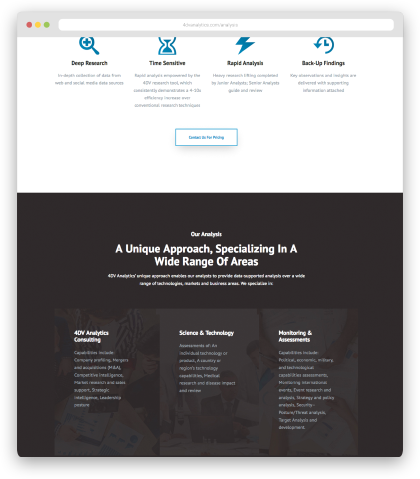 4dvanalytics.com/analysis
Deep Research
Time Sensitive
Rapid Analysis
Back-Up Findings
In-depth collection of data from
web and social media data sources
Rapid analysis empowered by the
4DV research tool, which
consistently demonstrates a 4-10x
efficiency increase over
conventional research techniques
Heavy research lifting completed
by Junior Analysts; Senior Analysts
guide and review
Key observations and insights are
delivered with supporting
information attached
Contact Us For Pricing
Our Analysis
A Unique Approach, Specializing In A
Wide Range Of Areas
4DV Analytics' unique approach enables our analysts to provide data-supported analysis over a wide
range of technologies, markets and business areas. We specialize in:
4DV Analytics
Consulting
Capabilities include:
Company profiling, Mergers
and acquisitions (M&A),
Competitive Intelligence,
Market research and sales
support, Strategic
Intelligence, Leadership
posture
Science & Technology
Assessments of: An
individual technology or
product, A country or
region's technology
capabilities, Medical
research and disease impact
and review
Monitoring &
Assessments
Capabilities include:
Political, economic, military,
and technological
capabilities assessments,
Monitoring international
events, Grant research and
analysis, Strategy and policy
analysis, Security -
Posture/Threat analysis
Target Analysis and
development.